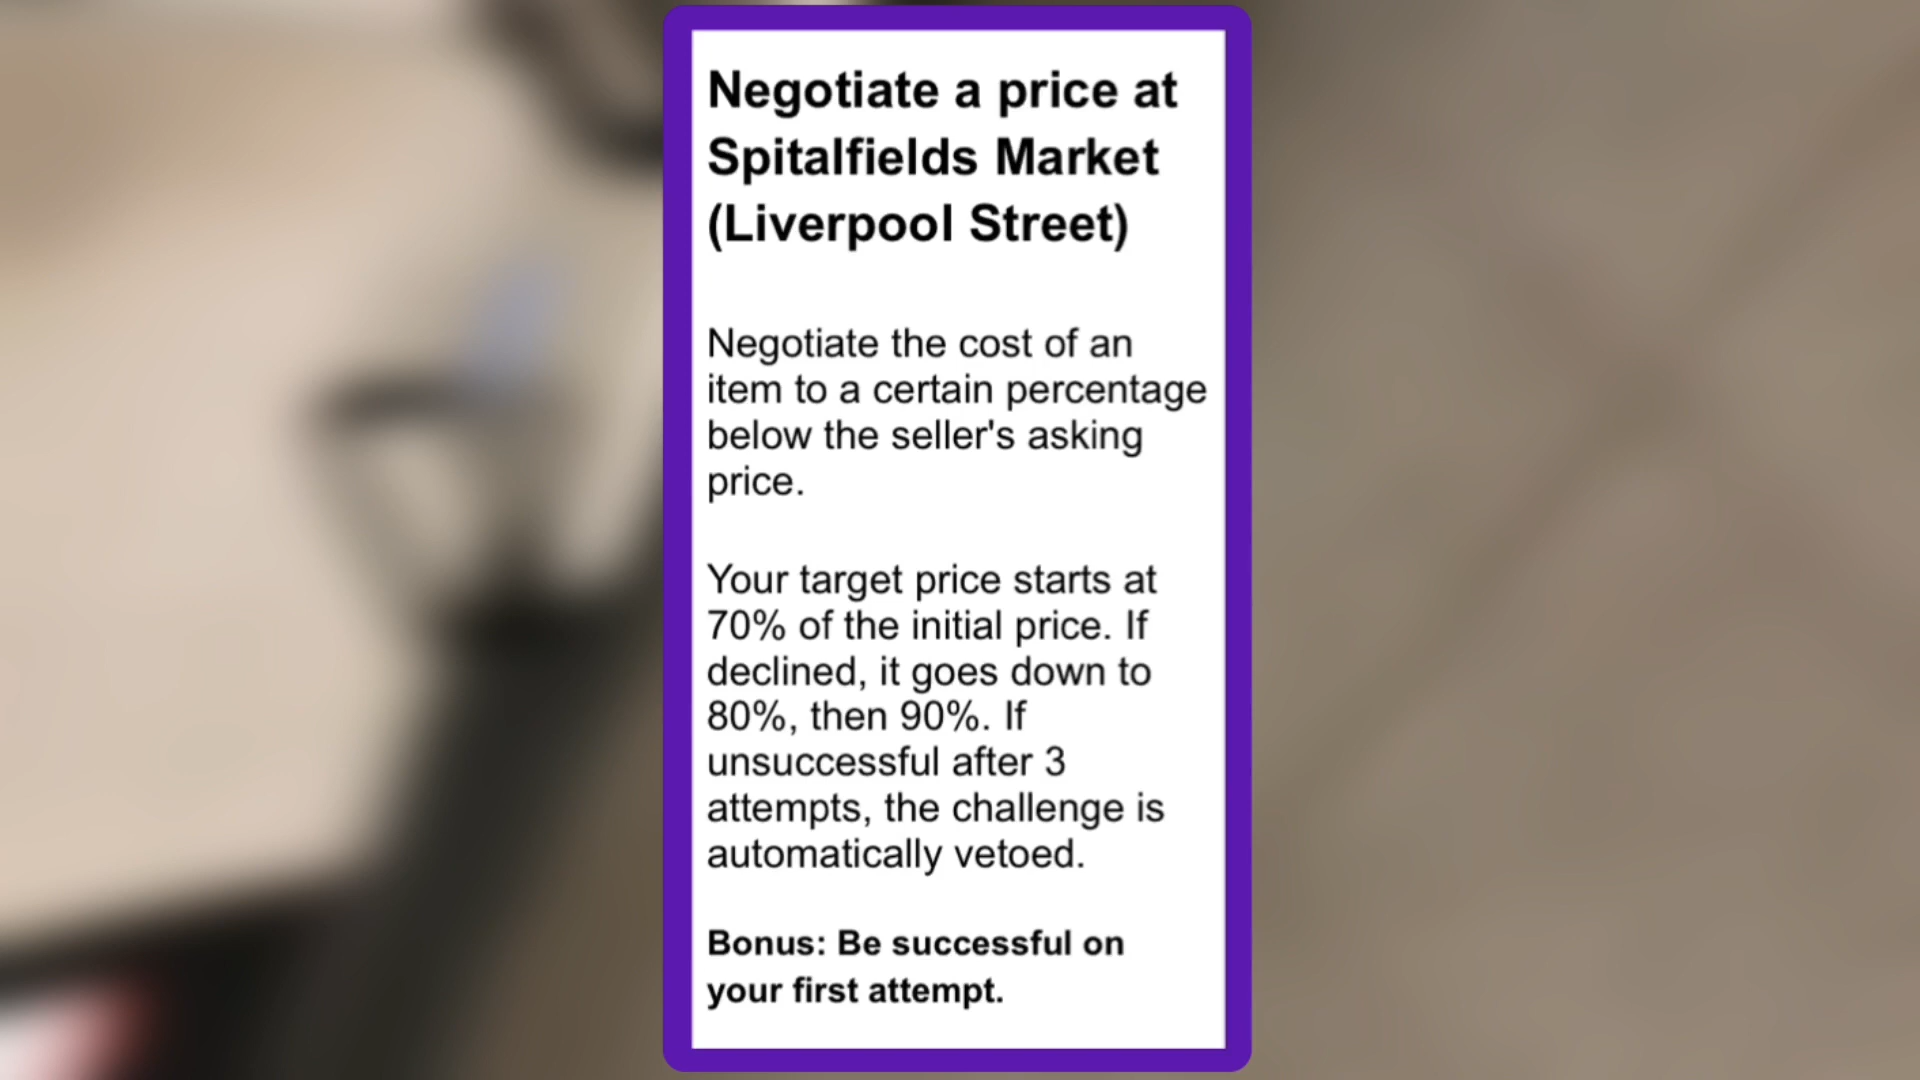 Negotiate a price at
Spitalfields Market
(Liverpool Street)
Negotiate the cost of an
item to a certain percentage
below the seller's asking
price.
Your target price starts at
70% of the initial price. If
declined, it goes down to
80%, then 90%. If
unsuccessful after 3
attempts, the challenge is
automatically vetoed.
Bonus: Be successful on
your first attempt.